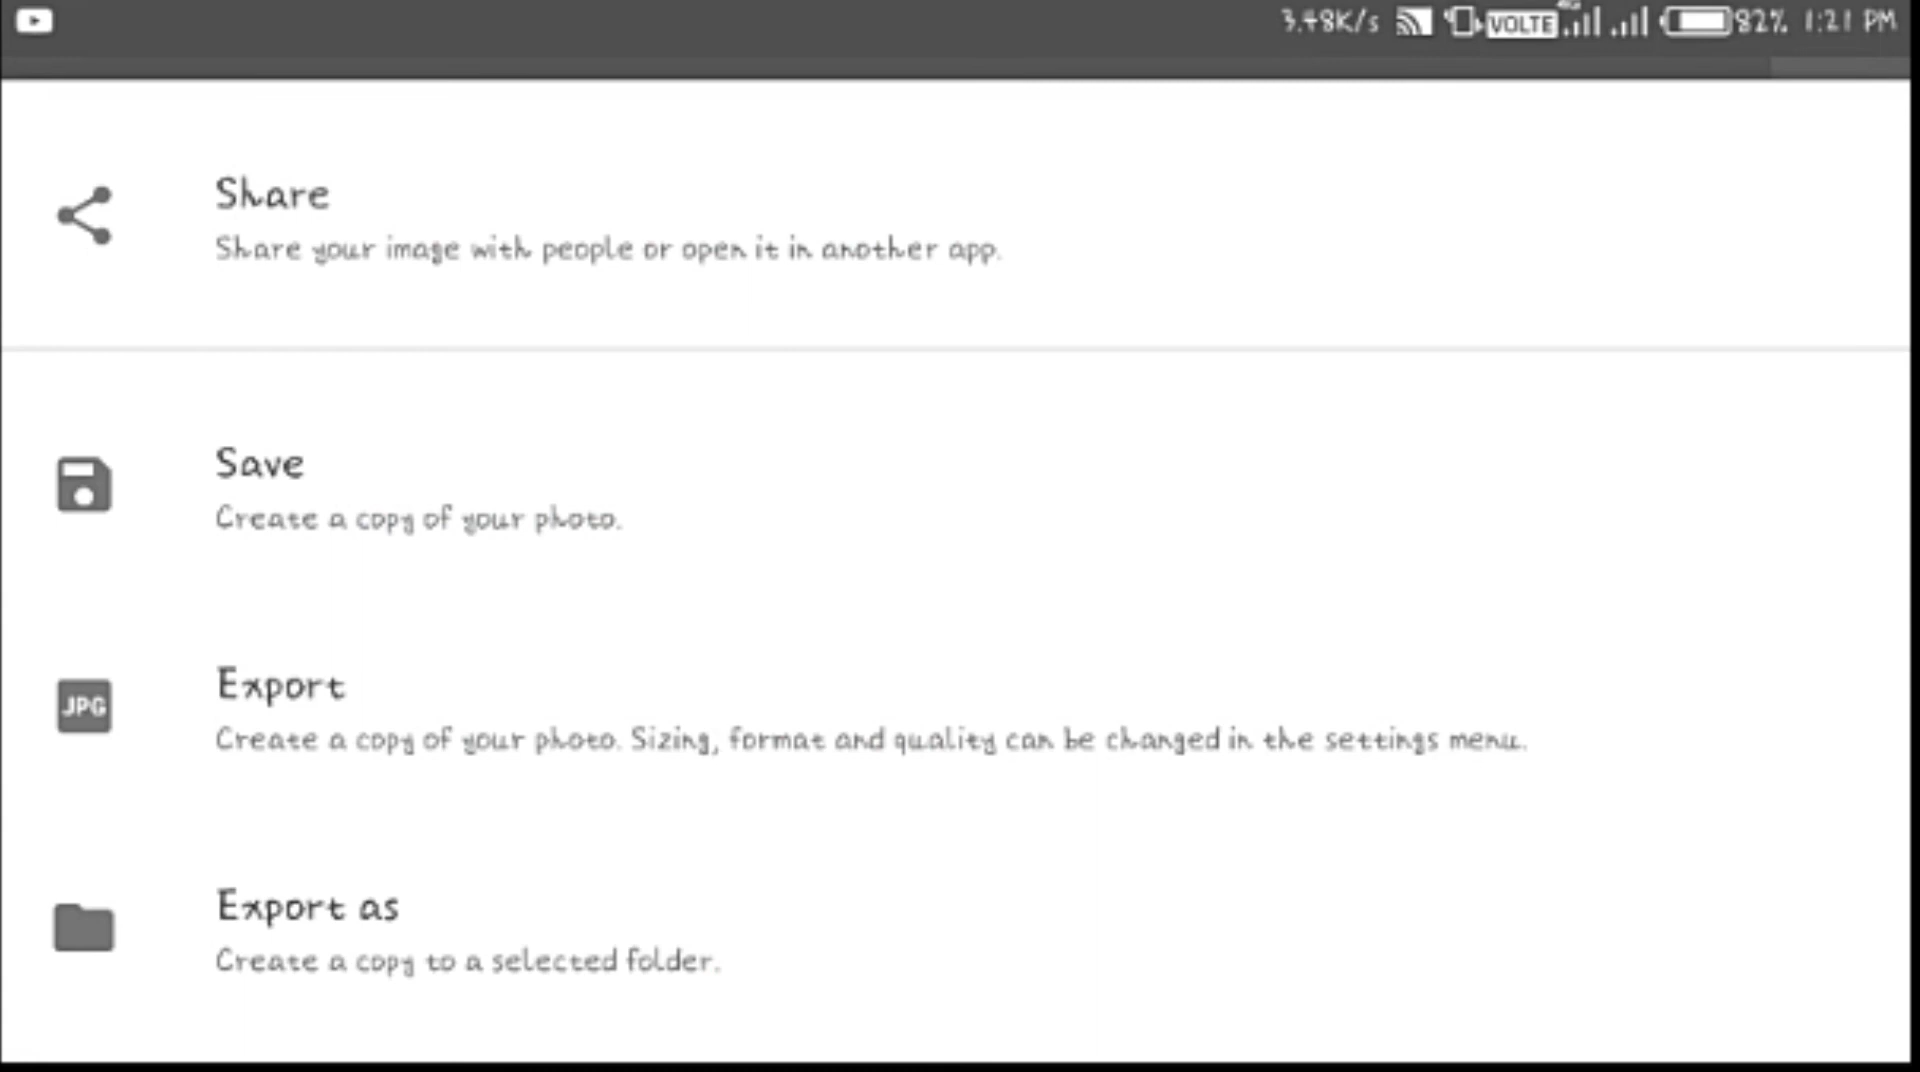 3.48K/s VOLTE 4G 82% 1:21 PM
Share
Share your image with people or open it in another app.
Save
Create a copy of your photo.
JPG
Export
Create a copy of your photo. Sizing, format and quality can be changed in the settings menu.
Export as
Create a copy to a selected folder.